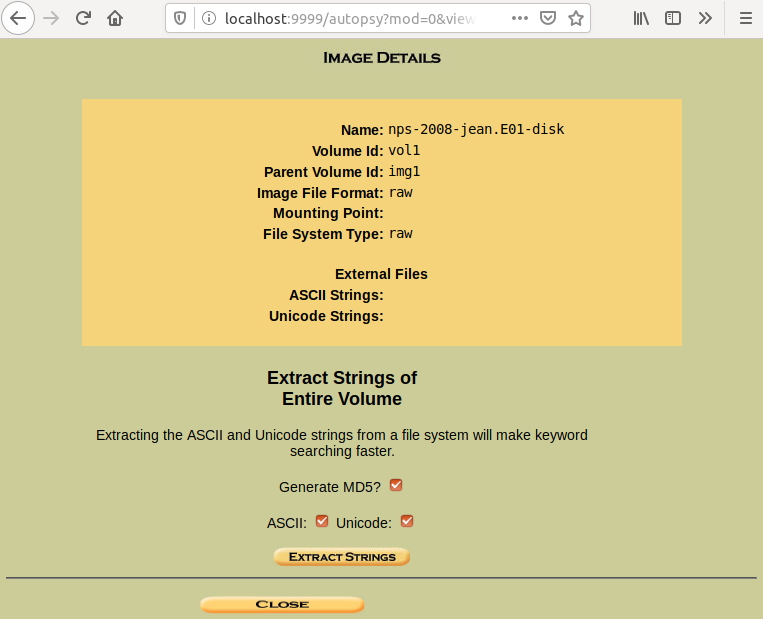 localhost:9999/autopsy?mod=0&view
IMAGE DETAILS
Name: nps-2008-jean.E01-disk
Volume Id: vol1
Parent Volume Id: img1
Image File Format: raw
Mounting Point:
File System Type: raw
External Files
ASCII Strings:
Unicode Strings:
Extract Strings of
Entire Volume
Extracting the ASCII and Unicode strings from a file system will make keyword
searching faster.
Generate MD5?
ASCII: Unicode:
EXTRACT STRINGS
CLOSE